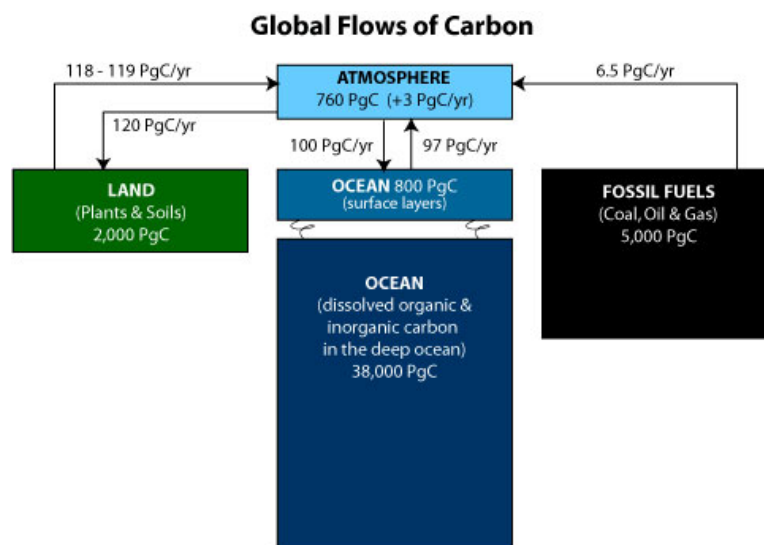 Global Flows of Carbon
118 - 119 PgC/yr
ATMOSPHERE
760 PgC (+3 PgC/yr)
6.5 PgC/yr
120 PgC/yr
100 PgC/yr
97 PgC/yr
LAND
(Plants & Soils)
2,000 PgC
OCEAN 800 PgC
(surface layers)
FOSSIL FUELS
(Coal, Oil & Gas)
5,000 PgC
OCEAN
(dissolved organic &
inorganic carbon
in the deep ocean)
38,000 PgC